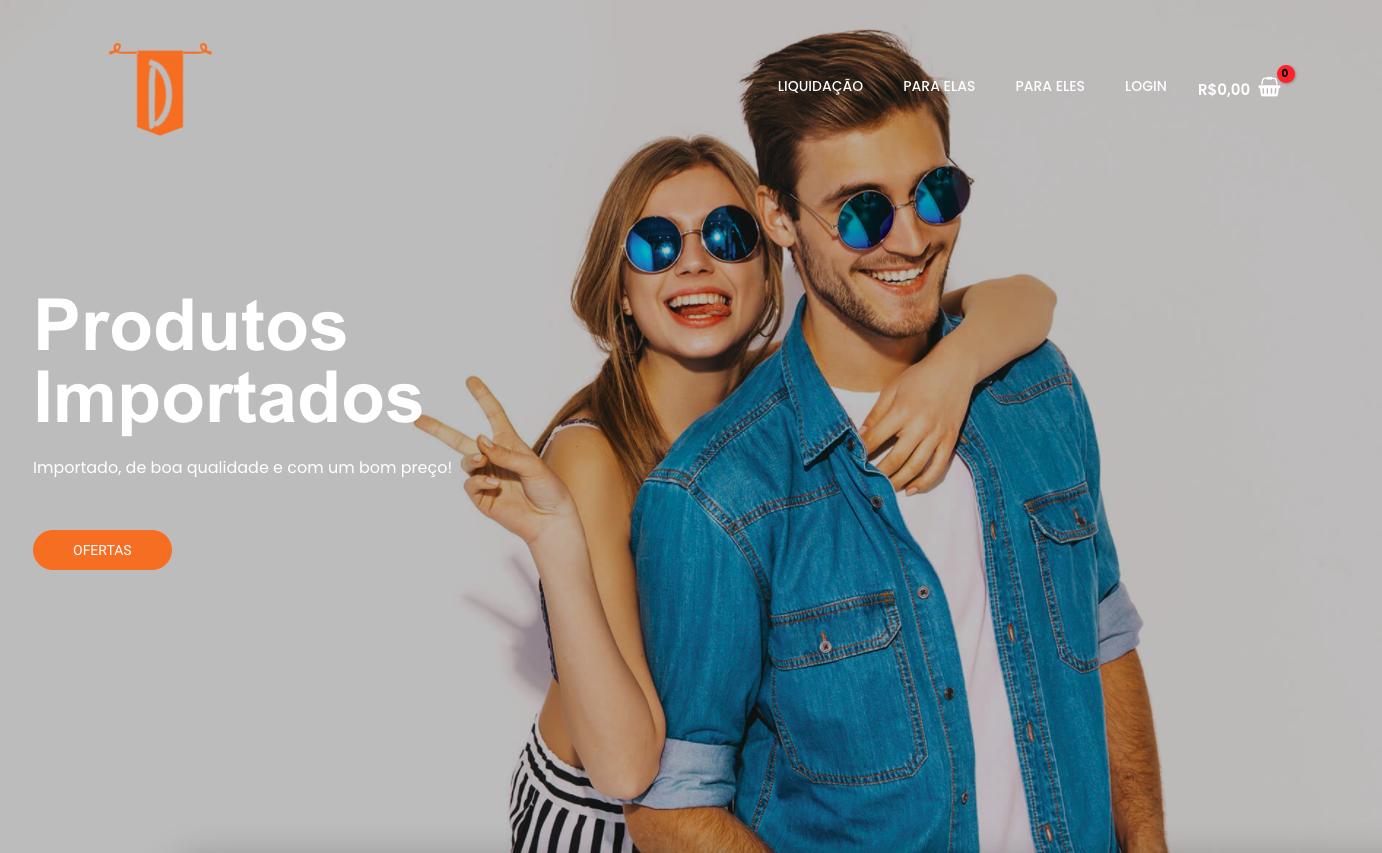 D
LIQUIDAÇÃO PARA ELAS PARA ELES LOGIN R$0,00 0
Produtos
Importados
Importado, de boa qualidade e com um bom preço!
OFERTAS